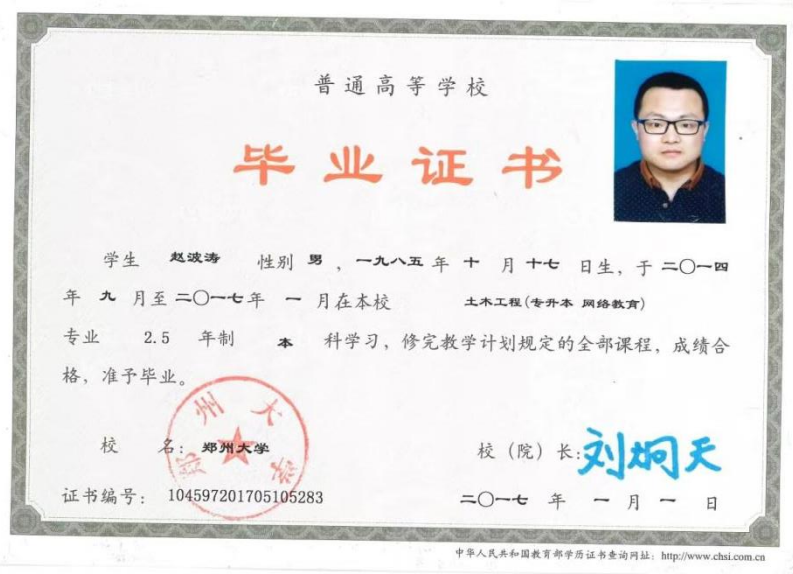 普通高等学校
毕业证书
学生 赵波涛 性别 男 ，一九八五 年 十 月 十七 日生，于 二〇一四
年 九 月至 二〇一七 年 一 月在本校 土木工程(专升本 网络教育)
专业 2.5 年制 本 科学习，修完教学计划规定的全部课程，成绩合
格，准予毕业。
郑州大学
校 名：郑州大学
校（院）长：刘炯天
证书编号： 104597201705105283
二〇一七 年 一 月 一 日
中华人民共和国教育部学历证书查询网址：http://www.chsi.com.cn